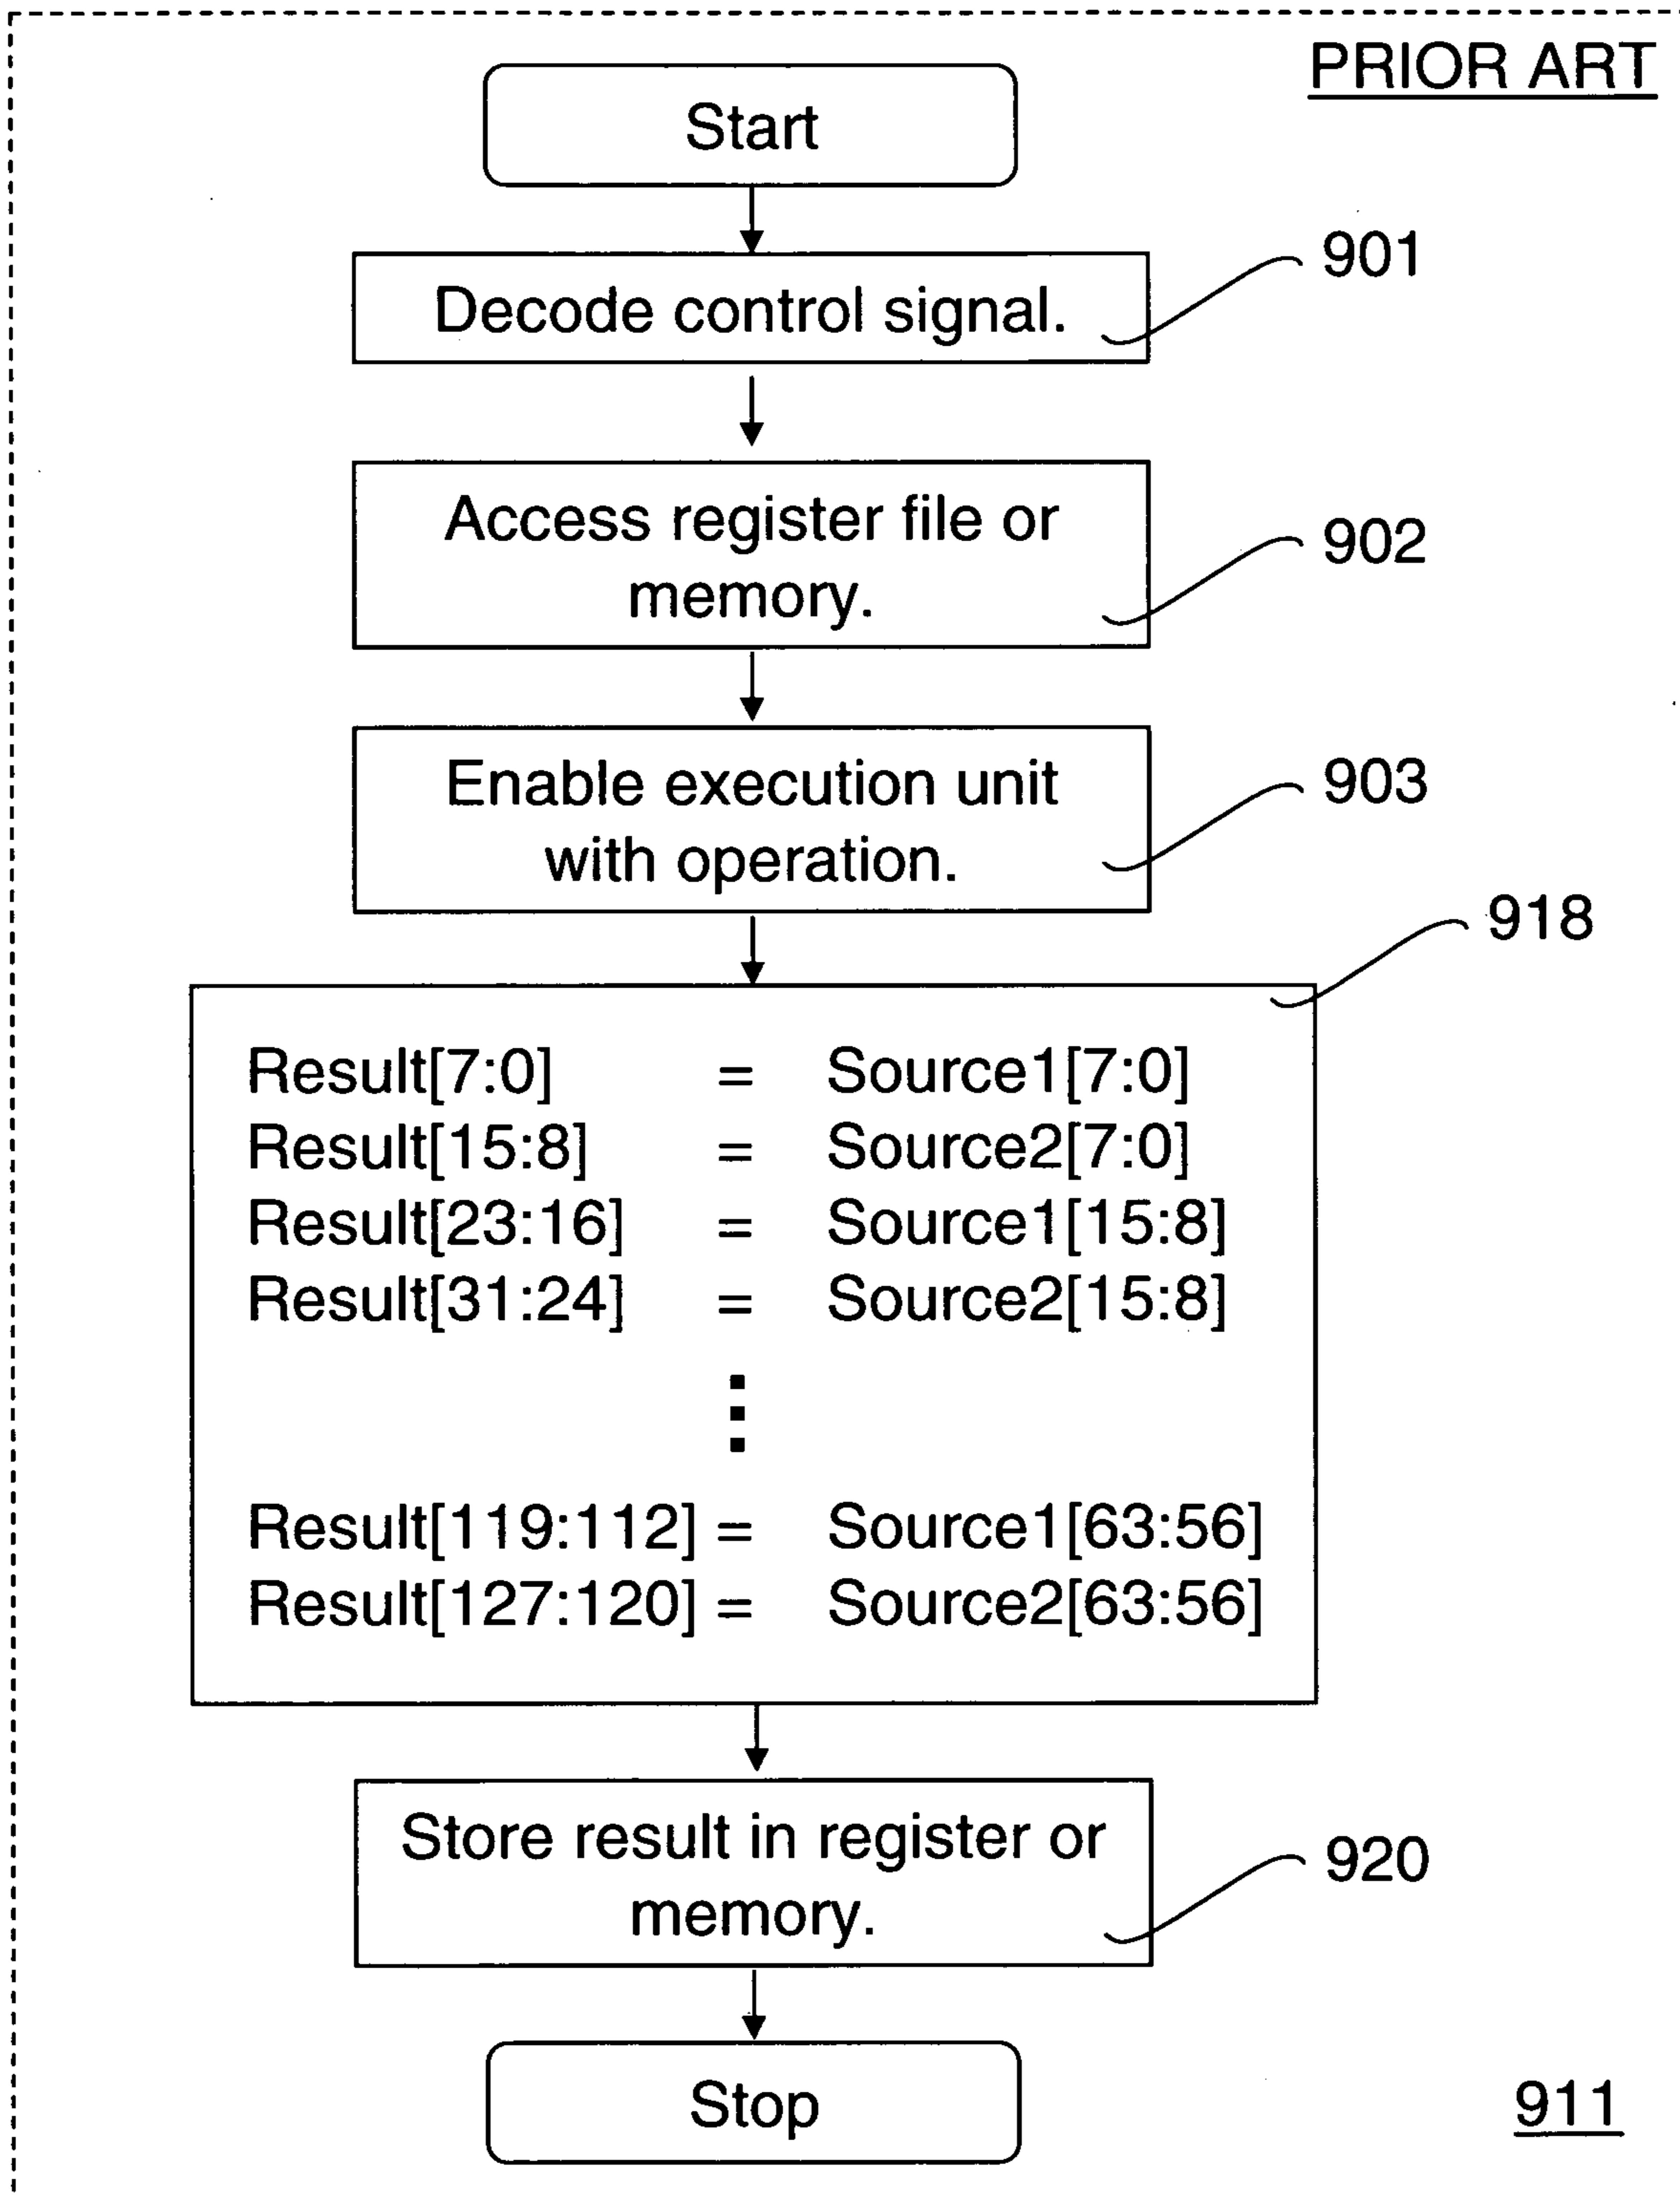 PRIOR ART
Start
Decode control signal.
901
Access register file or
memory.
902
Enable execution unit
with operation.
903
918
Result[7:0] = Source1[7:0]
Result[15:8] = Source2[7:0]
Result[23:16] = Source1[15:8]
Result[31:24] = Source2[15:8]
Result[119:112] = Source1[63:56]
Result[127:120] = Source2[63:56]
Store result in register or
memory.
920
Stop
911